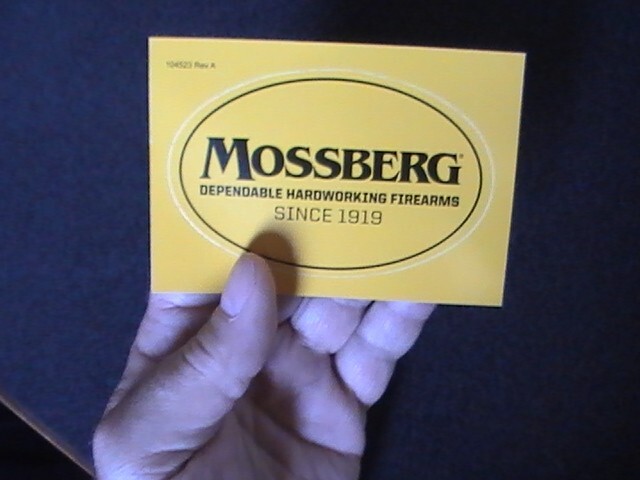 104523 Rev A
MOSSBERG®
DEPENDABLE HARDWORKING FIREARMS
SINCE 1919